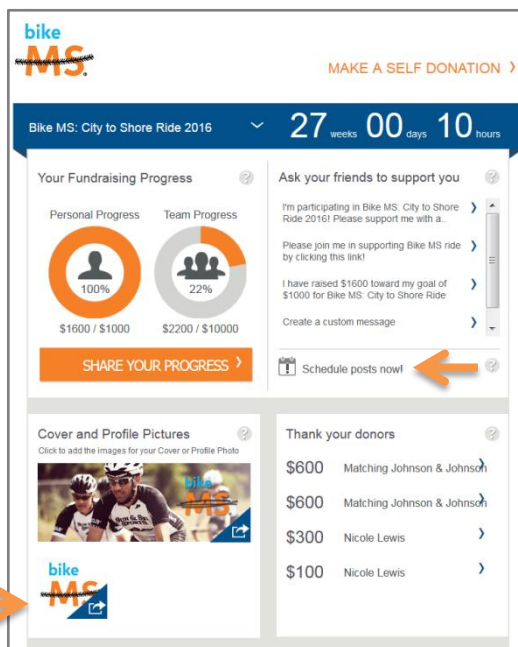 bike
MS®
MAKE A SELF DONATION
Bike MS: City to Shore Ride 2016
27 weeks 00 days 10 hours
Your Fundraising Progress
?
Personal Progress
Team Progress
100%
22%
$1600 / $1000
$2200 / $10000
SHARE YOUR PROGRESS
Ask your friends to support you
?
I'm participating in Bike MS: City to Shore
Ride 2016! Please support me with a..
Please join me in supporting Bike MS ride
by clicking this link!
I have raised $1600 toward my goal of
$1000 for Bike MS: City to Shore Ride
Create a custom message
Schedule posts now!
?
Cover and Profile Pictures
?
Click to add the images for your Cover or Profile Photo
bike
MS
bike
MS
Thank your donors
?
$600 Matching Johnson & Johnson
$600 Matching Johnson & Johnson
$300 Nicole Lewis
$100 Nicole Lewis